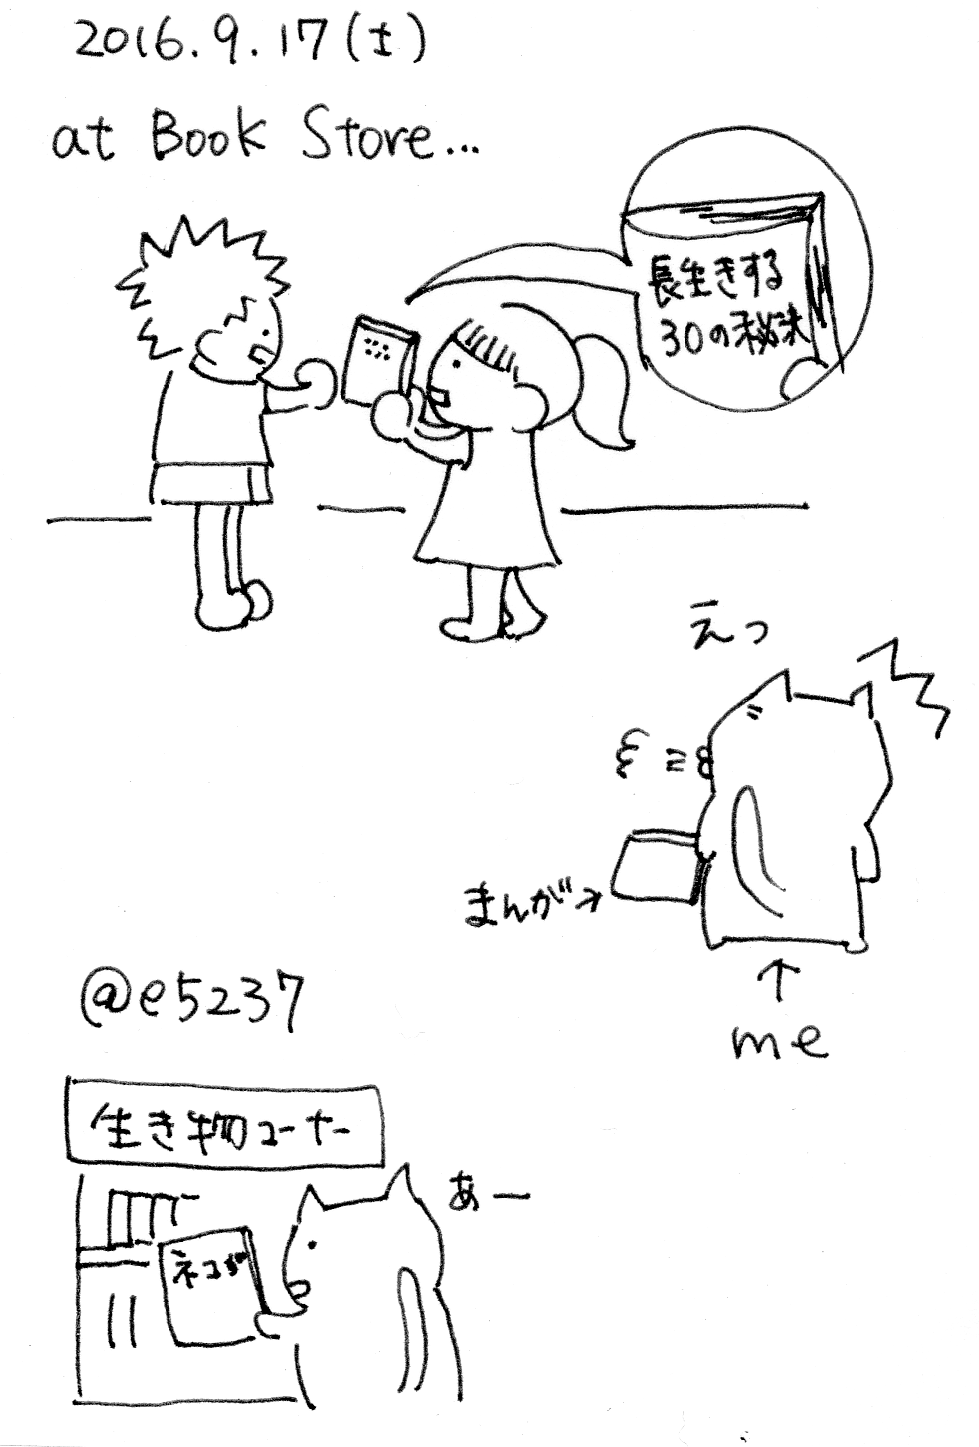 2016.9.17(土)
at Book Store...
長生きする
30の秘訣
えっ
まんが→
↑
me
@e5237
生き物コーナー
あー
ネコが